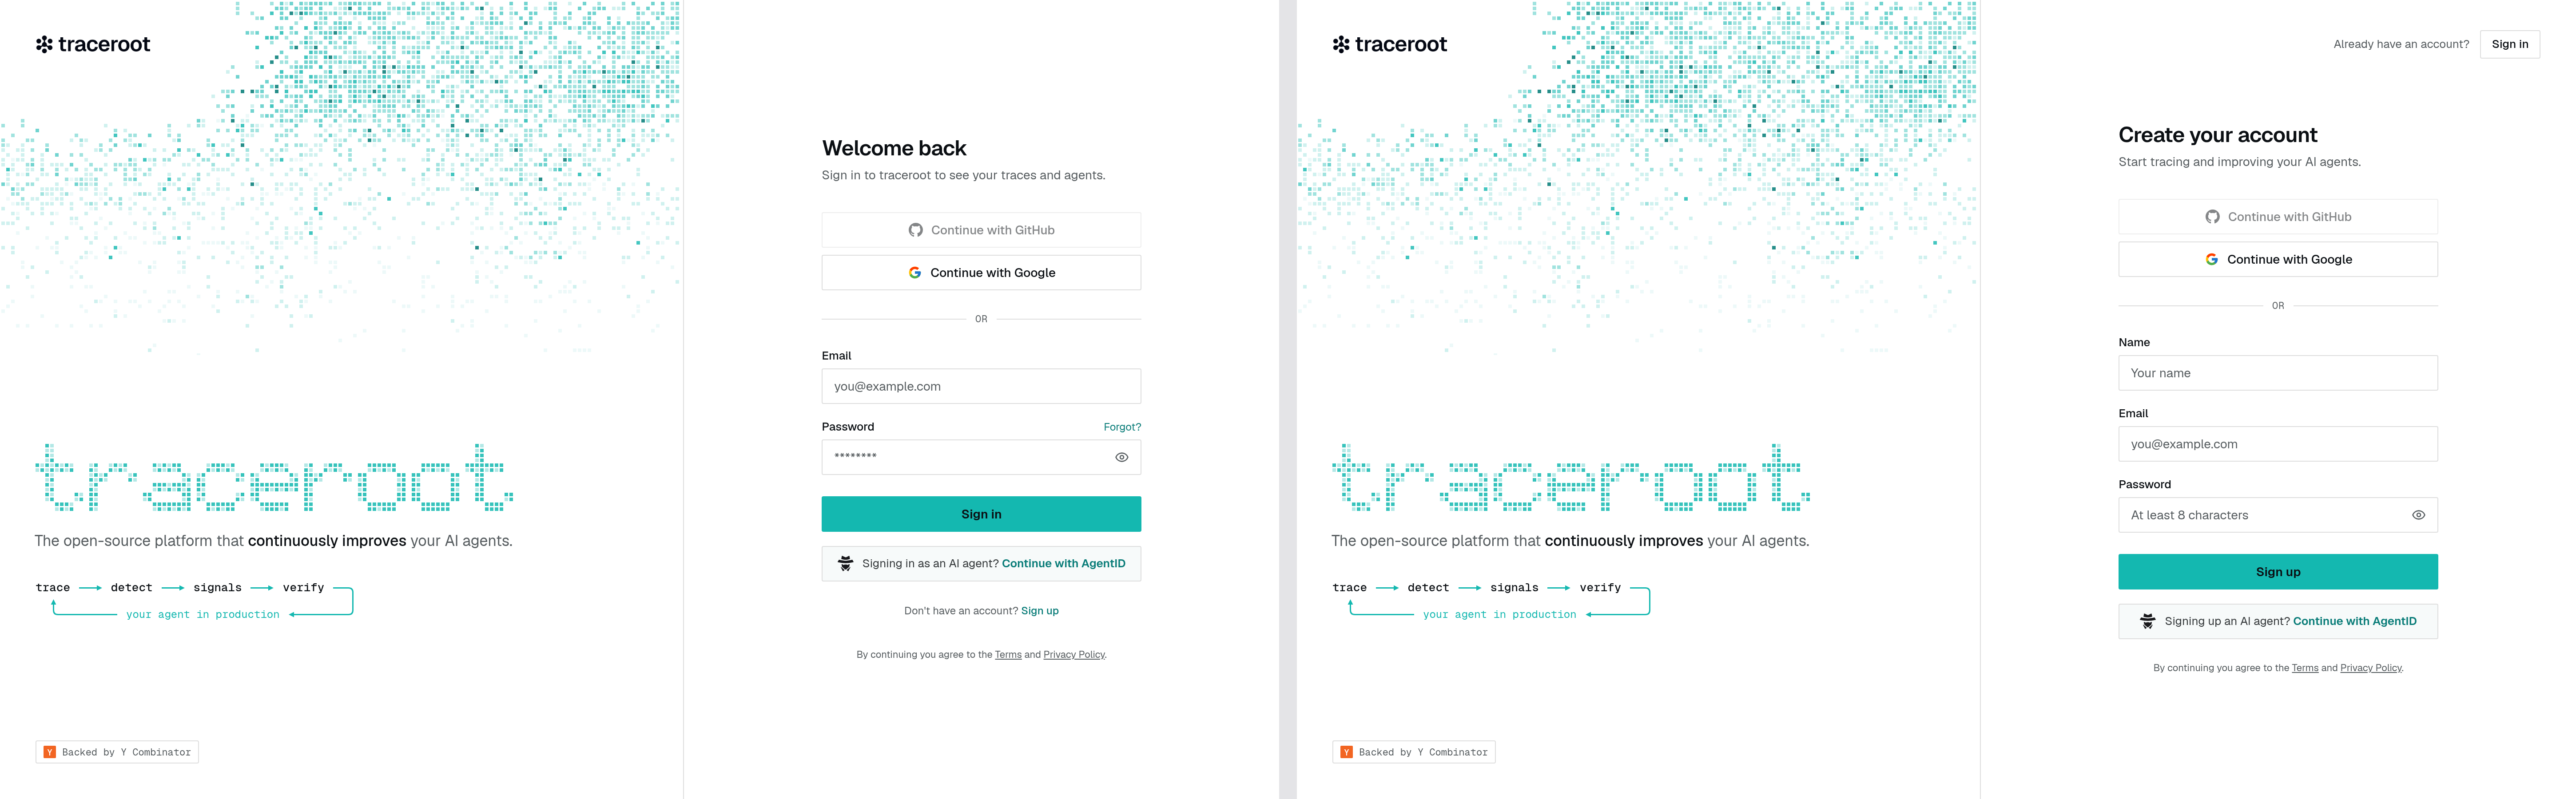 traceroot
traceroot
The open-source platform that continuously improves your AI agents.
trace → detect → signals → verify
your agent in production
Y Backed by Y Combinator
Welcome back
Sign in to traceroot to see your traces and agents.
Continue with GitHub
Continue with Google
OR
Email
you@example.com
Password Forgot?
********
Sign in
Signing in as an AI agent? Continue with AgentID
Don't have an account? Sign up
By continuing you agree to the Terms and Privacy Policy.
traceroot
traceroot
The open-source platform that continuously improves your AI agents.
trace → detect → signals → verify
your agent in production
Y Backed by Y Combinator
Already have an account? Sign in
Create your account
Start tracing and improving your AI agents.
Continue with GitHub
Continue with Google
OR
Name
Your name
Email
you@example.com
Password
At least 8 characters
Sign up
Signing up an AI agent? Continue with AgentID
By continuing you agree to the Terms and Privacy Policy.